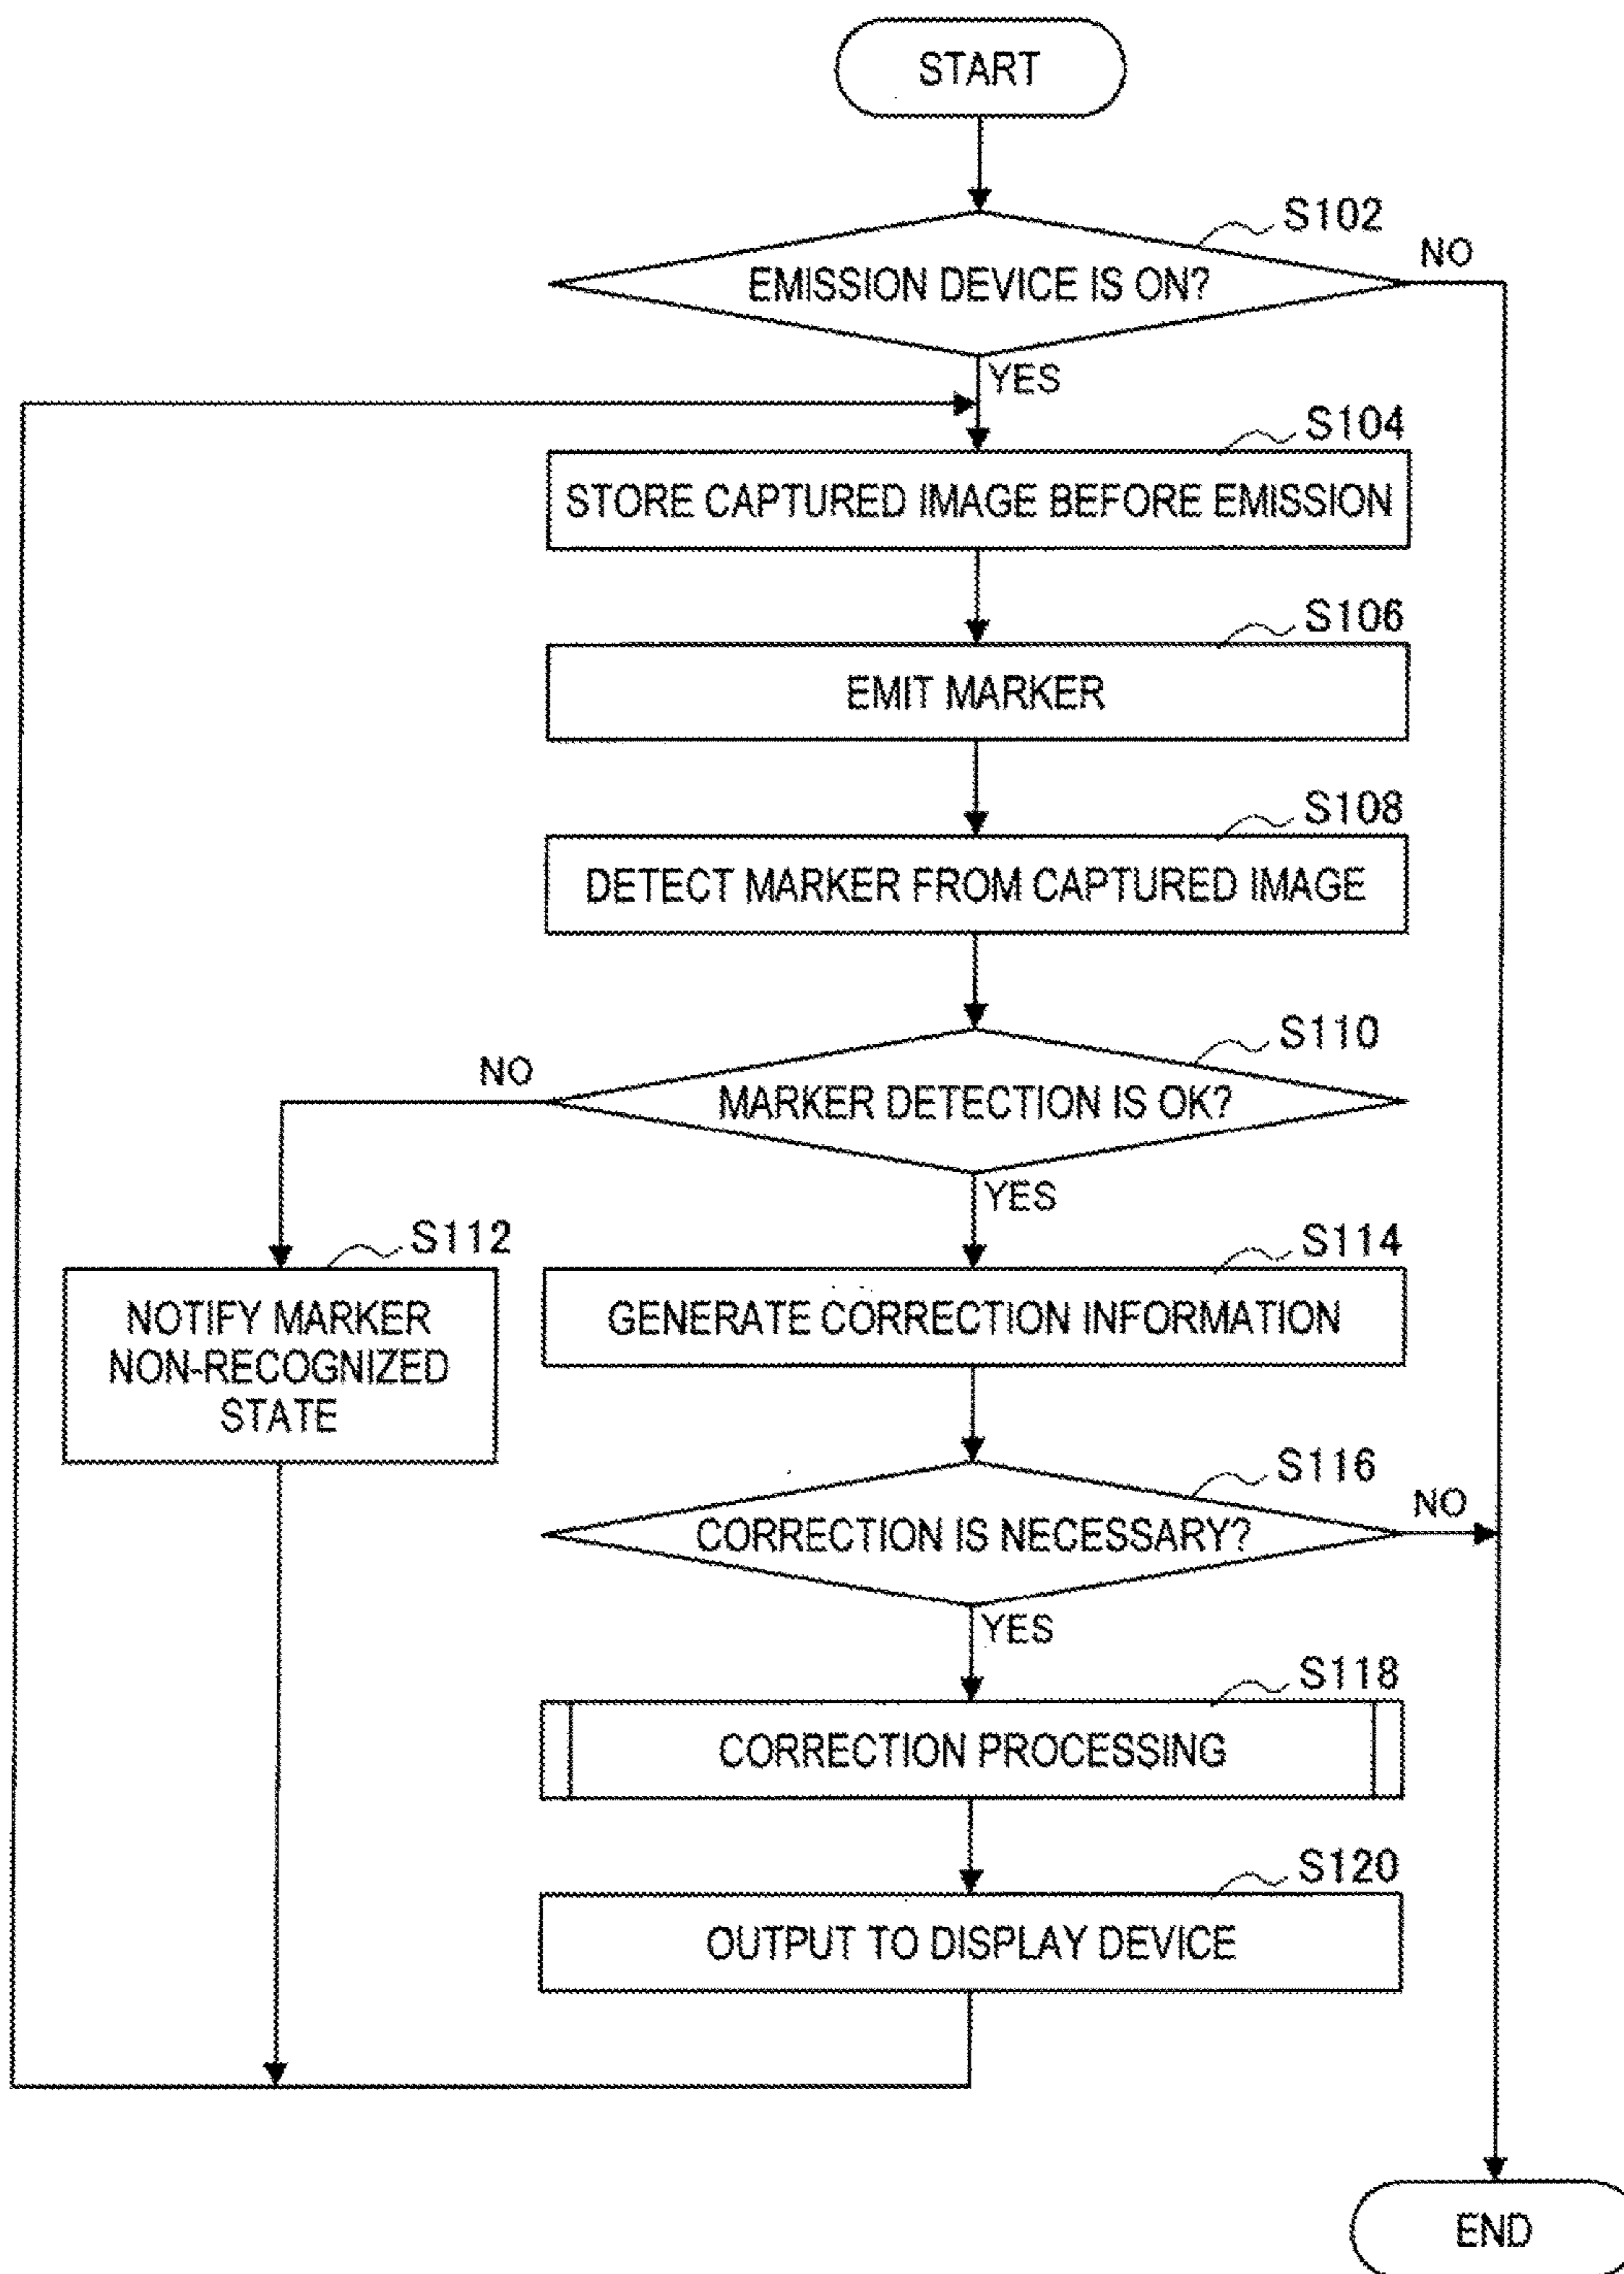 START
S102
EMISSION DEVICE IS ON?
NO
YES
S104
STORE CAPTURED IMAGE BEFORE EMISSION
S106
EMIT MARKER
S108
DETECT MARKER FROM CAPTURED IMAGE
S110
NO
MARKER DETECTION IS OK?
YES
S112
NOTIFY MARKER
NON-RECOGNIZED
STATE
S114
GENERATE CORRECTION INFORMATION
S116
CORRECTION IS NECESSARY?
NO
YES
S118
CORRECTION PROCESSING
S120
OUTPUT TO DISPLAY DEVICE
END